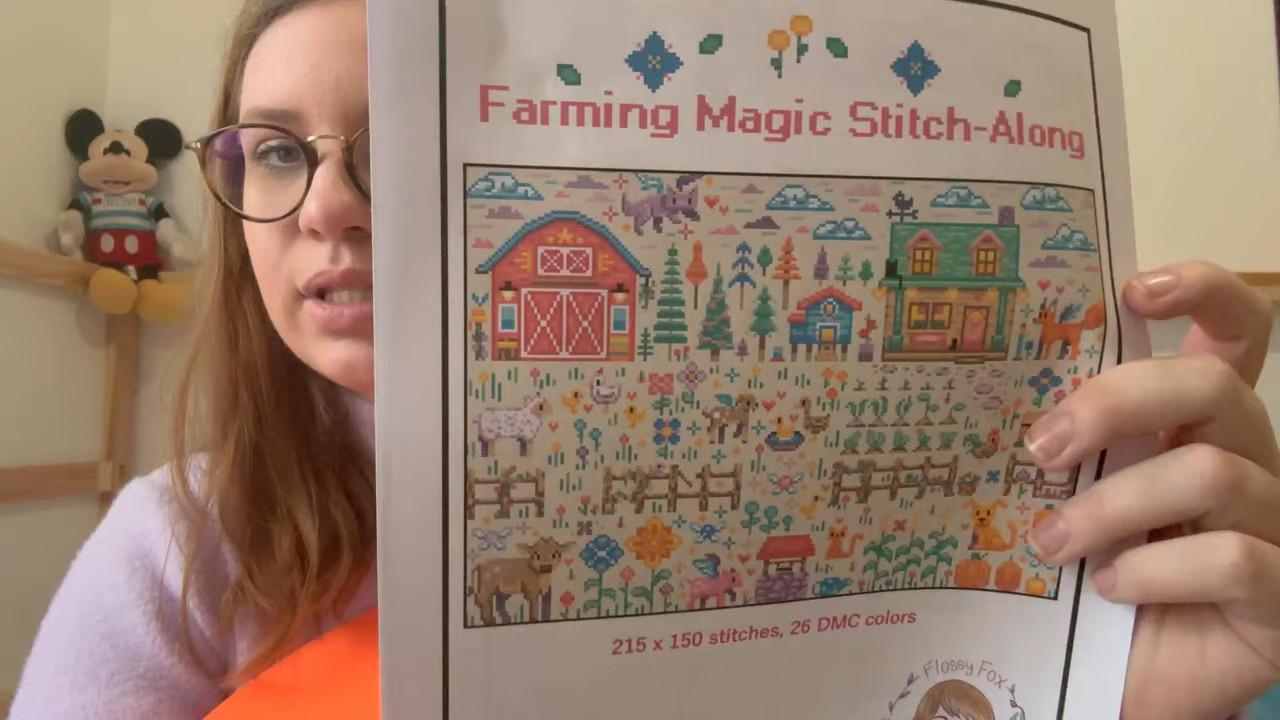 Farming Magic Stitch-Along
215 x 150 stitches, 26 DMC colors
Flossy Fox